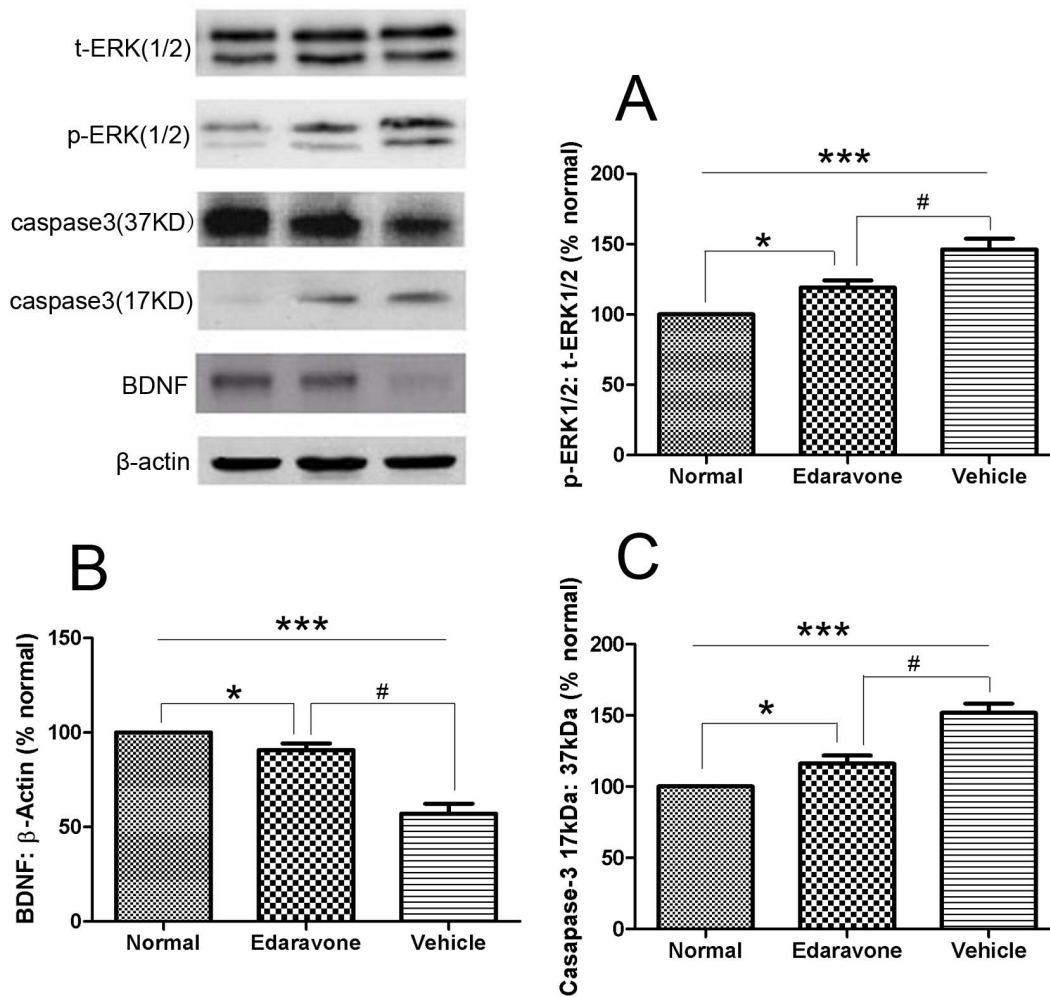 t-ERK(1/2)
p-ERK(1/2)
caspase3(37KD)
caspase3(17KD)
BDNF
β-actin
A
p-ERK1/2: t-ERK1/2 (% normal)
200
150
100
50
0
***
*
#
Normal Edaravone Vehicle
B
BDNF: β-Actin (% normal)
150
100
50
0
***
*
#
Normal Edaravone Vehicle
C
Casapase-3 17kDa: 37kDa (% normal)
200
150
100
50
0
***
*
#
Normal Edaravone Vehicle